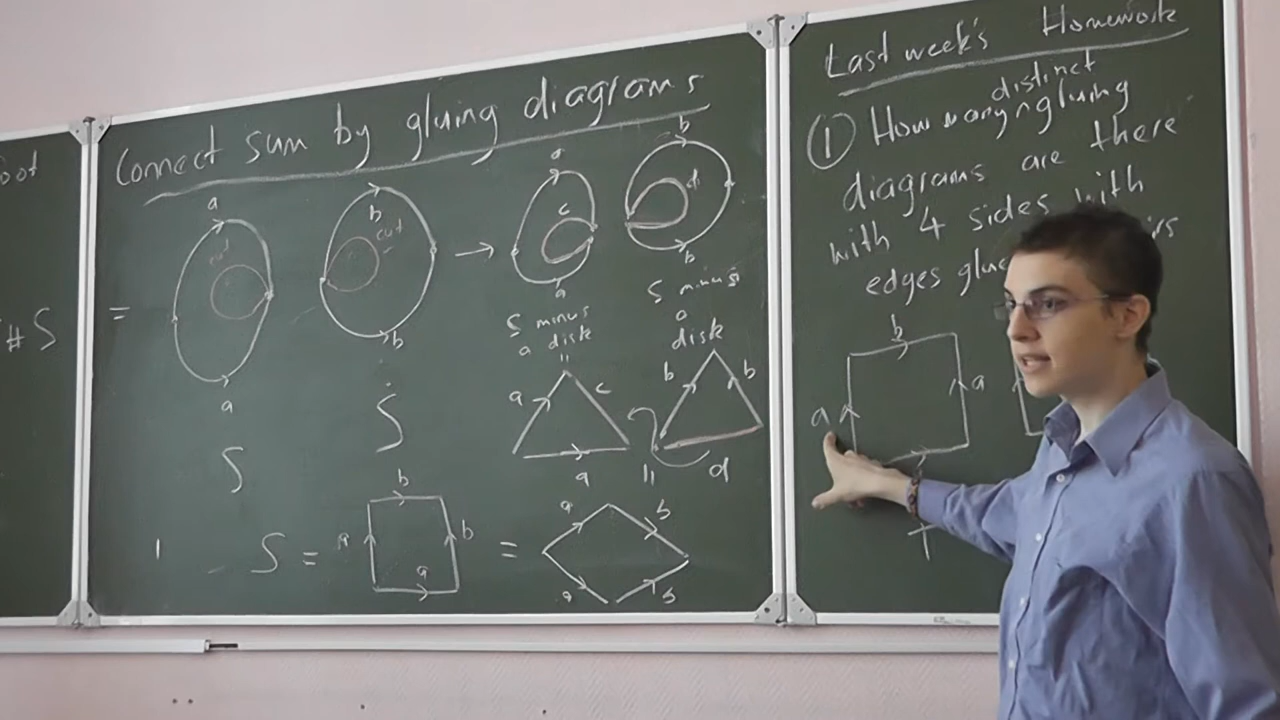 oot
# S
Connect sum by gluing diagrams
=
a
cut
a
S
b
cut
b
S
→
a
c
a
S minus
a disk
"
b
d
b
S minus
a
disk
a
c
a
b
b
d
S =
a
b
b
a
=
a
b
a
b
Last week's Homework
distinct
① How many gluing
diagrams are there
with 4 sides with
edges
b
a
a
T